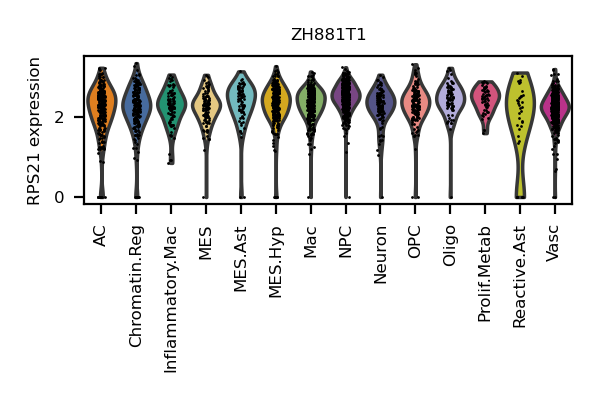 ZH881T1
RPS21 expression
2
0
AC
Chromatin.Reg
Inflammatory.Mac
MES
MES.Ast
MES.Hyp
Mac
NPC
Neuron
OPC
Oligo
Prolif.Metab
Reactive.Ast
Vasc